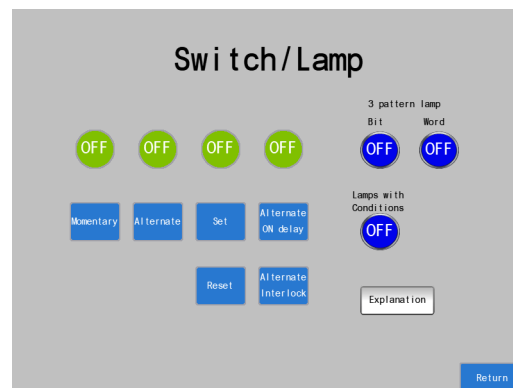 Switch/Lamp
3 pattern lamp
Bit Word
OFF OFF OFF OFF OFF OFF
Lamps with
Conditions
Momentary Alternate Set Alternate
ON delay
OFF
Reset Alternate
Interlock
Explanation
Return